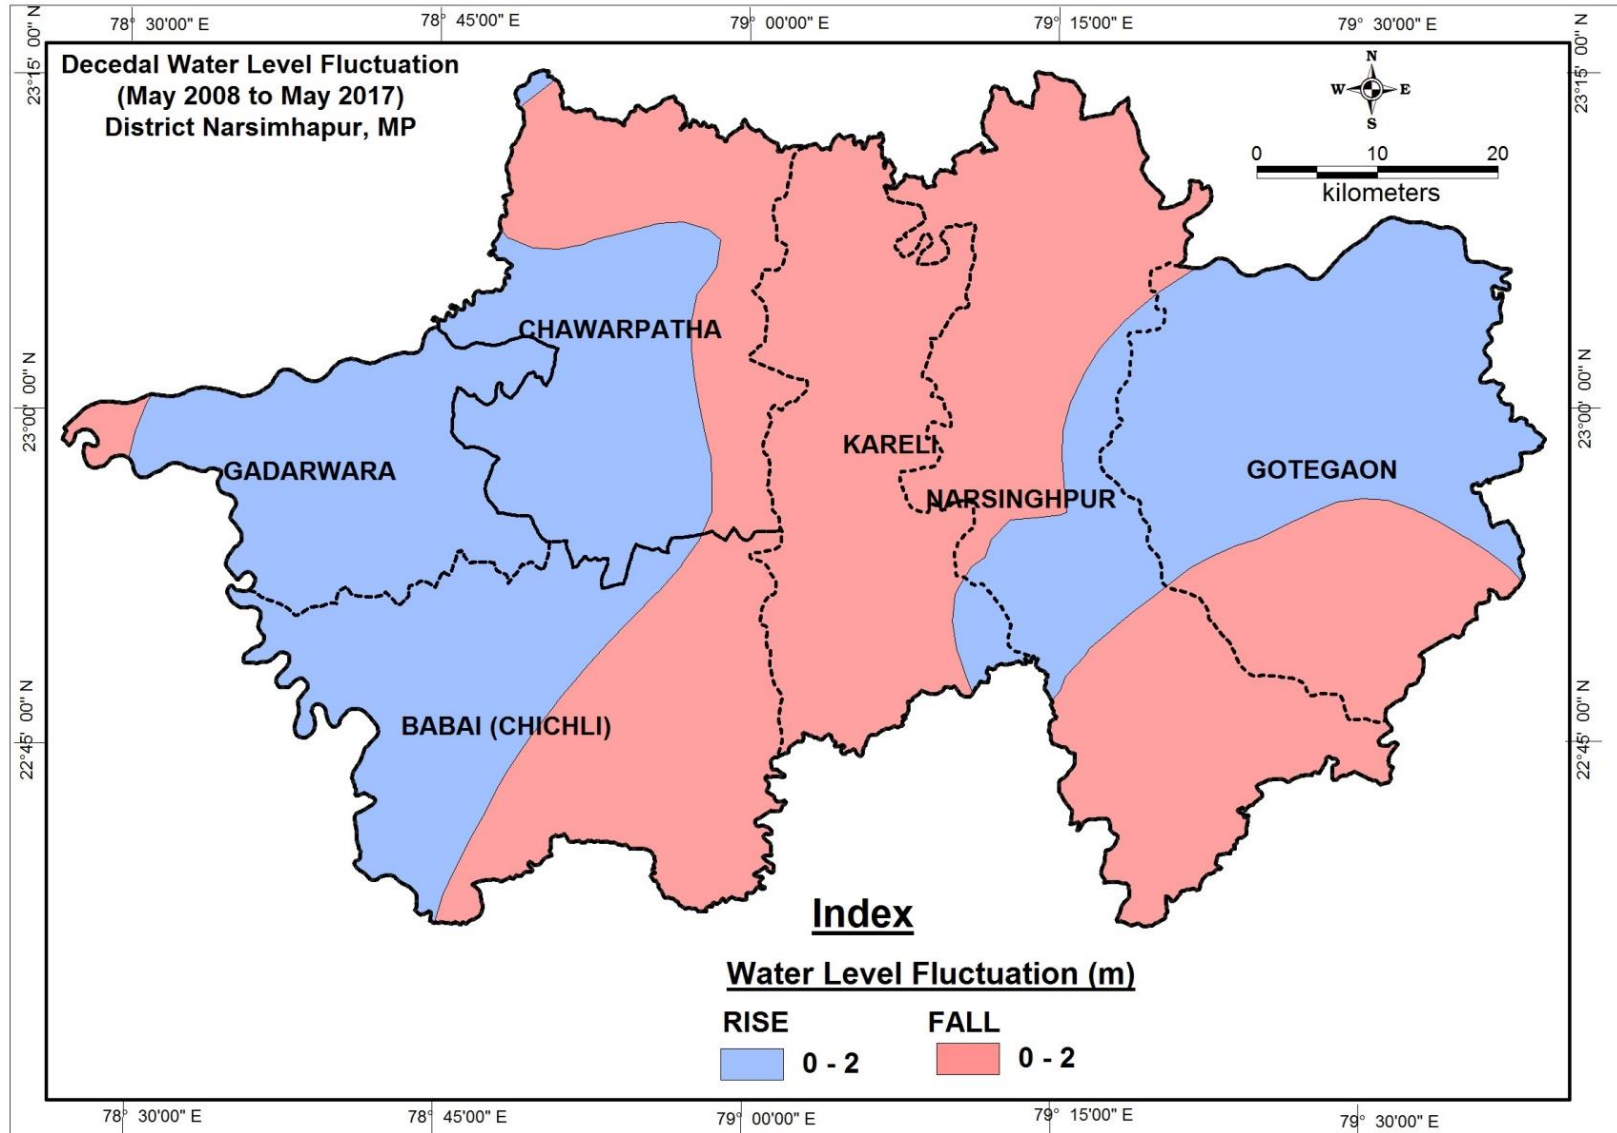 78° 30'00" E
78° 45'00" E
79° 00'00" E
79° 15'00" E
79° 30'00" E
Decedal Water Level Fluctuation
(May 2008 to May 2017)
District Narsimhapur, MP
23°15' 00" N
23°15' 00" N
N
W E
S
0 10 20
kilometers
CHAWARPATHA
23°00' 00" N
23°00' 00" N
KARELI
GADARWARA
GOTEGAON
NARSINGHPUR
22°45' 00" N
22°45' 00" N
BABAI (CHICHLI)
Index
Water Level Fluctuation (m)
RISE FALL
0 - 2 0 - 2
78° 30'00" E
78° 45'00" E
79° 00'00" E
79° 15'00" E
79° 30'00" E